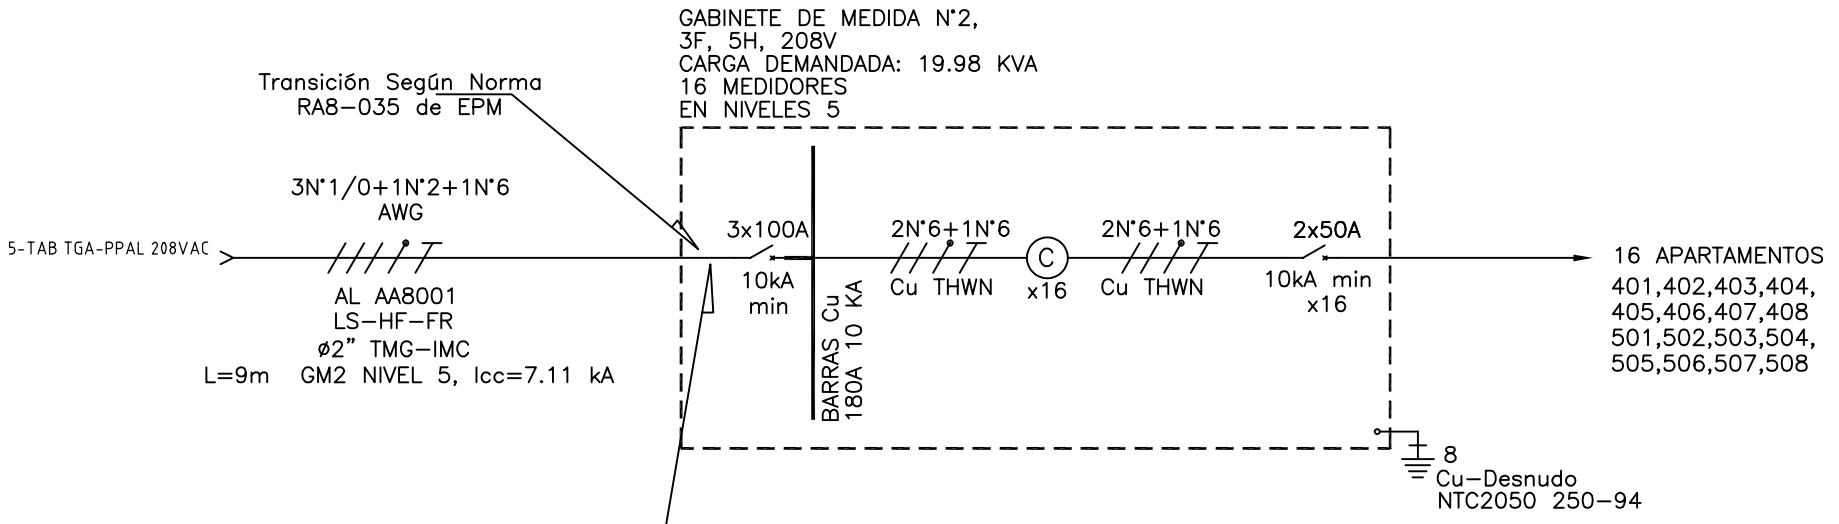 GABINETE DE MEDIDA N°2,
3F, 5H, 208V
CARGA DEMANDADA: 19.98 KVA
16 MEDIDORES
EN NIVELES 5
Transición Según Norma
RA8-035 de EPM
3N°1/0+1N°2+1N°6
AWG
5-TAB TGA-PPAL 208VAC
AL AA8001
LS-HF-FR
ø2" TMG-IMC
L=9m GM2 NIVEL 5, Icc=7.11 kA
3x100A
10kA
min
BARRAS Cu
180A 10 KA
2N°6+1N°6
Cu THWN
C
x16
2N°6+1N°6
Cu THWN
2x50A
10kA min
x16
16 APARTAMENTOS
401,402,403,404,
405,406,407,408
501,502,503,504,
505,506,507,508
8
Cu-Desnudo
NTC2050 250-94